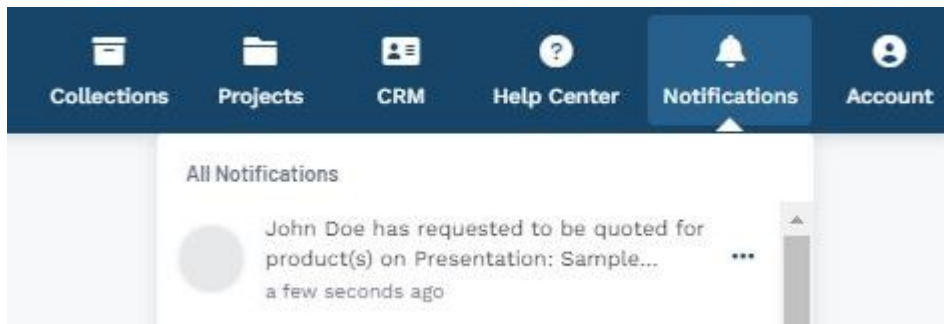 Collections Projects CRM Help Center Notifications Account
All Notifications
John Doe has requested to be quoted for
product(s) on Presentation: Sample...
a few seconds ago